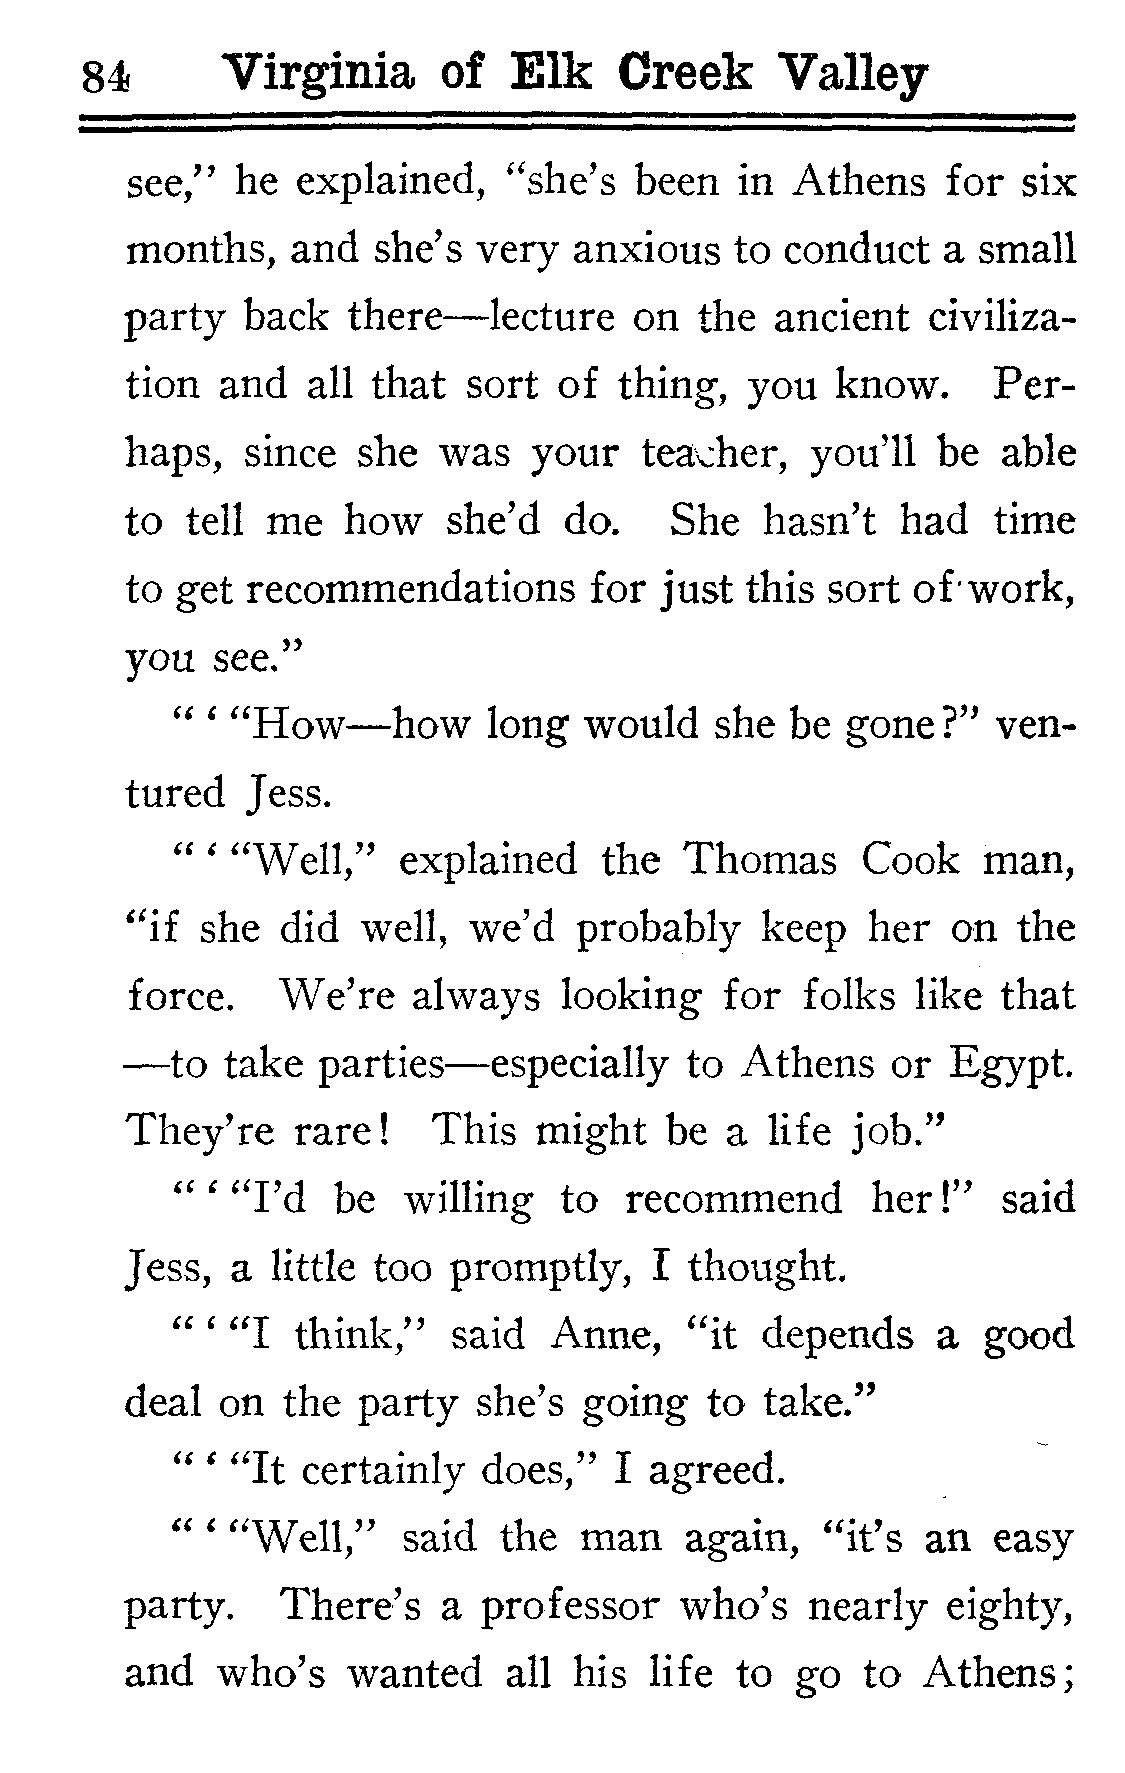 84 Virginia of Elk Creek Valley
see,” he explained, “she’s been in Athens for six
months, and she’s very anxious to conduct a small
party back there—lecture on the ancient civiliza-
tion and all that sort of thing, you know. Per-
haps, since she was your teacher, you’ll be able
to tell me how she’d do. She hasn’t had time
to get recommendations for just this sort of work,
you see.”
“ ‘ “How—how long would she be gone?” ven-
tured Jess.
“ ‘ “Well,” explained the Thomas Cook man,
“if she did well, we’d probably keep her on the
force. We’re always looking for folks like that
—to take parties—especially to Athens or Egypt.
They’re rare! This might be a life job.”
“ ‘ “I’d be willing to recommend her!” said
Jess, a little too promptly, I thought.
“ ‘ “I think,” said Anne, “it depends a good
deal on the party she’s going to take.”
“ ‘ “It certainly does,” I agreed.
“ ‘ “Well,” said the man again, “it’s an easy
party. There’s a professor who’s nearly eighty,
and who’s wanted all his life to go to Athens;